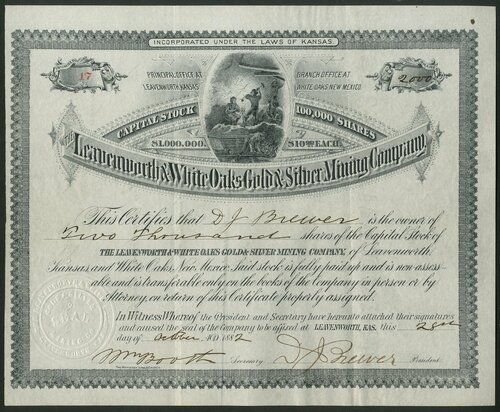 INCORPORATED UNDER THE LAWS OF KANSAS.
17
PRINCIPAL OFFICE AT
LEAVENWORTH, KANSAS
BRANCH OFFICE AT
WHITE OAKS, NEW MEXICO.
2000
CAPITAL STOCK
100,000 SHARES
$1,000,000.
$10.00 EACH.
THE Leavenworth & White Oaks Gold & Silver Mining Company,
This Certifies that D J Brewer is the owner of
Two Thousand shares of the Capital Stock of
THE LEAVENWORTH & WHITE OAKS GOLD & SILVER MINING COMPANY, of Leavenworth,
Kansas, and White Oaks, New Mexico. Said stock is fully paid up and is non-assess-
able and is transferable only on the books of the Company in person or by
Attorney, on return of this Certificate properly assigned.
In Witness Whereof the President and Secretary have hereunto attached their signatures
and caused the seal of the Company to be affixed at LEAVENWORTH, KAS. this 28th
day of October A.D. 1882
Wm Booth Secretary. D J Brewer President.